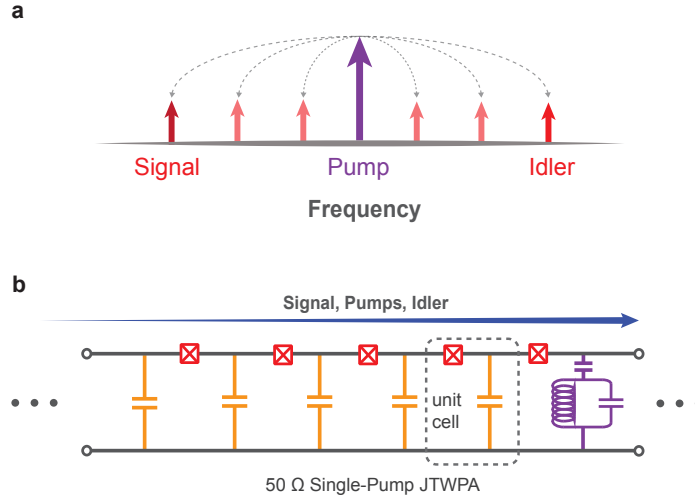 a
Signal
Pump
Idler
Frequency
b
Signal, Pumps, Idler
unit
cell
50 Ω Single-Pump JTWPA